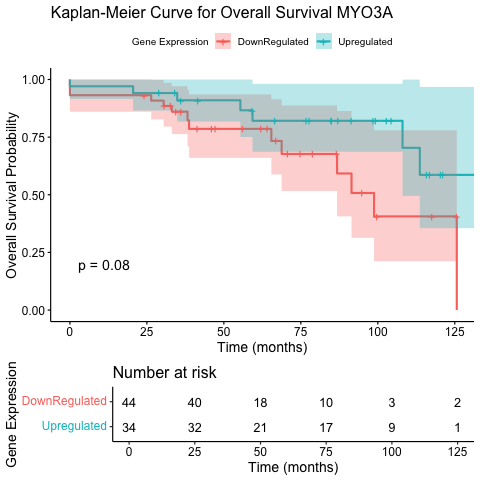 Kaplan-Meier Curve for Overall Survival MYO3A
Gene Expression DownRegulated Upregulated
Overall Survival Probability
1.00
0.75
0.50
0.25
0.00
p = 0.08
0 25 50 75 100 125
Time (months)
Number at risk
Gene Expression
DownRegulated 44 40 18 10 3 2
Upregulated 34 32 21 17 9 1
0 25 50 75 100 125
Time (months)